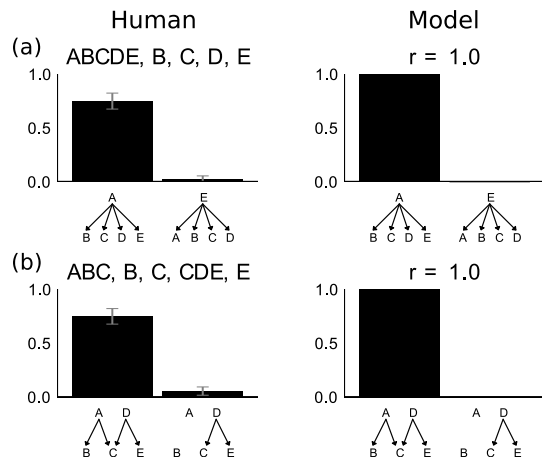 Human Model
(a)
ABCDE, B, C, D, E r = 1.0
1.0 1.0
0.5 0.5
0.0 0.0
A E A E
B C D E A B C D B C D E A B C D
(b)
ABC, B, C, CDE, E r = 1.0
1.0 1.0
0.5 0.5
0.0 0.0
A D A D A D A D
B C E B C E B C E B C E